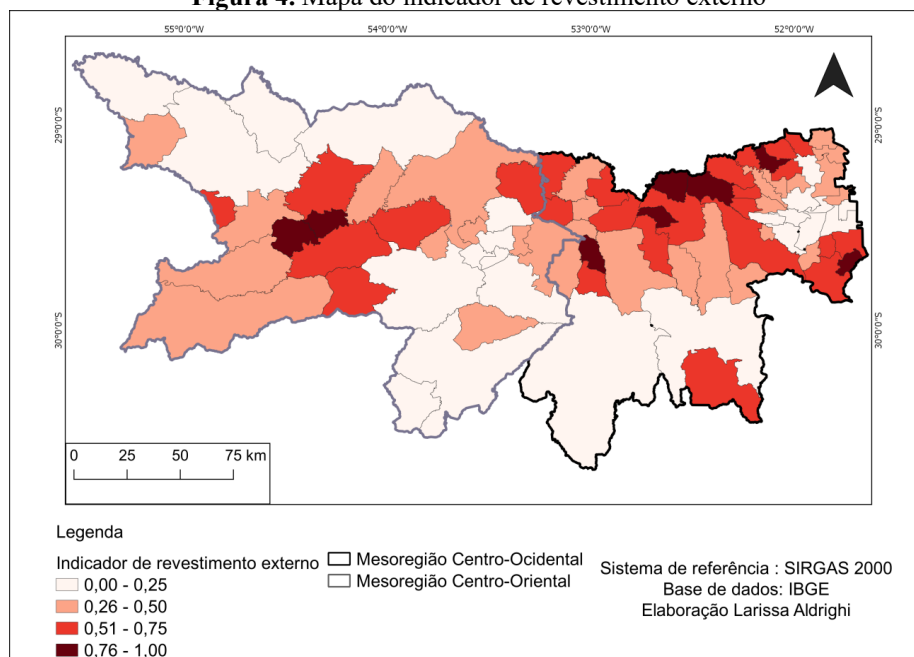 Figura 4. Mapa do indicador de revestimento externo
55°0'0"W 54°0'0"W 53°0'0"W 52°0'0"W
29°0'0"S 29°0'0"S
30°0'0"S 30°0'0"S
0 25 50 75 km
Legenda
Indicador de revestimento externo
0,00 - 0,25
0,26 - 0,50
0,51 - 0,75
0,76 - 1,00
Mesoregião Centro-Ocidental
Mesoregião Centro-Oriental
Sistema de referência : SIRGAS 2000
Base de dados: IBGE
Elaboração Larissa Aldrighi